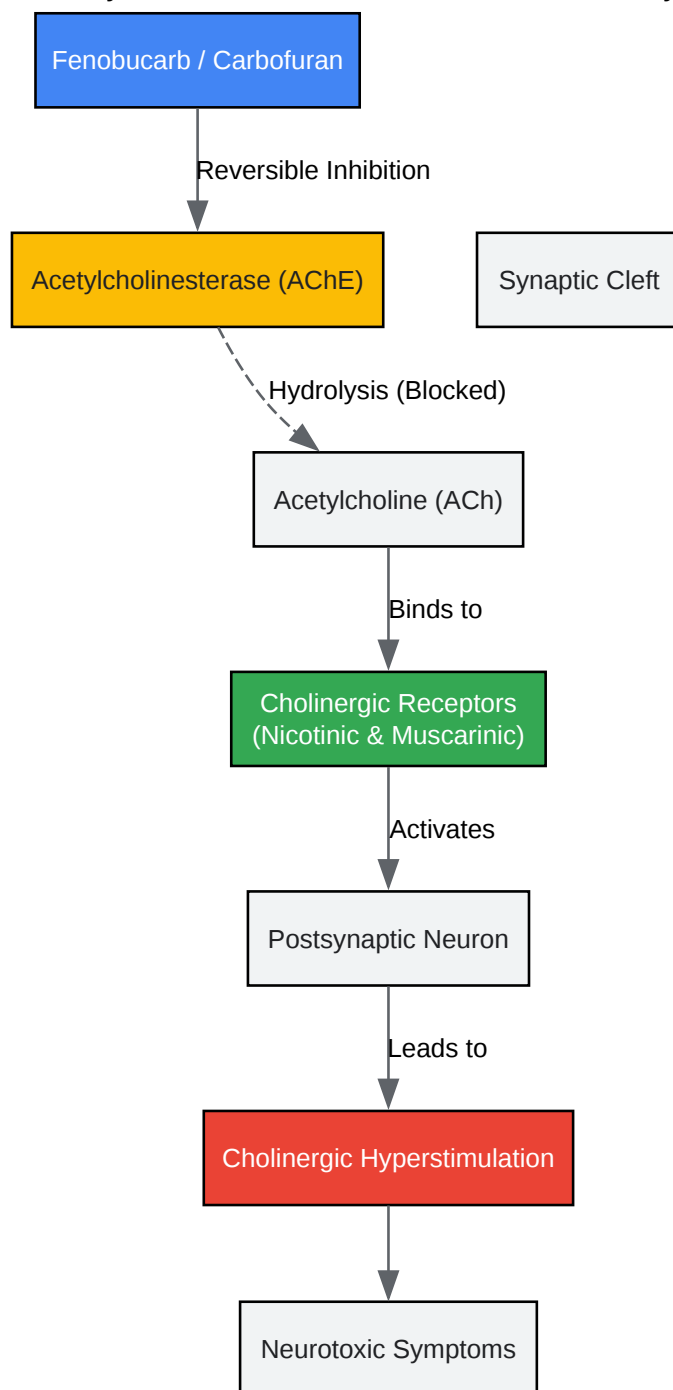 Fenobucarb / Carbofuran
Reversible Inhibition
Acetylcholinesterase (AChE)
Synaptic Cleft
Hydrolysis (Blocked)
Acetylcholine (ACh)
Binds to
Cholinergic Receptors
(Nicotinic & Muscarinic)
Activates
Postsynaptic Neuron
Leads to
Cholinergic Hyperstimulation
Neurotoxic Symptoms